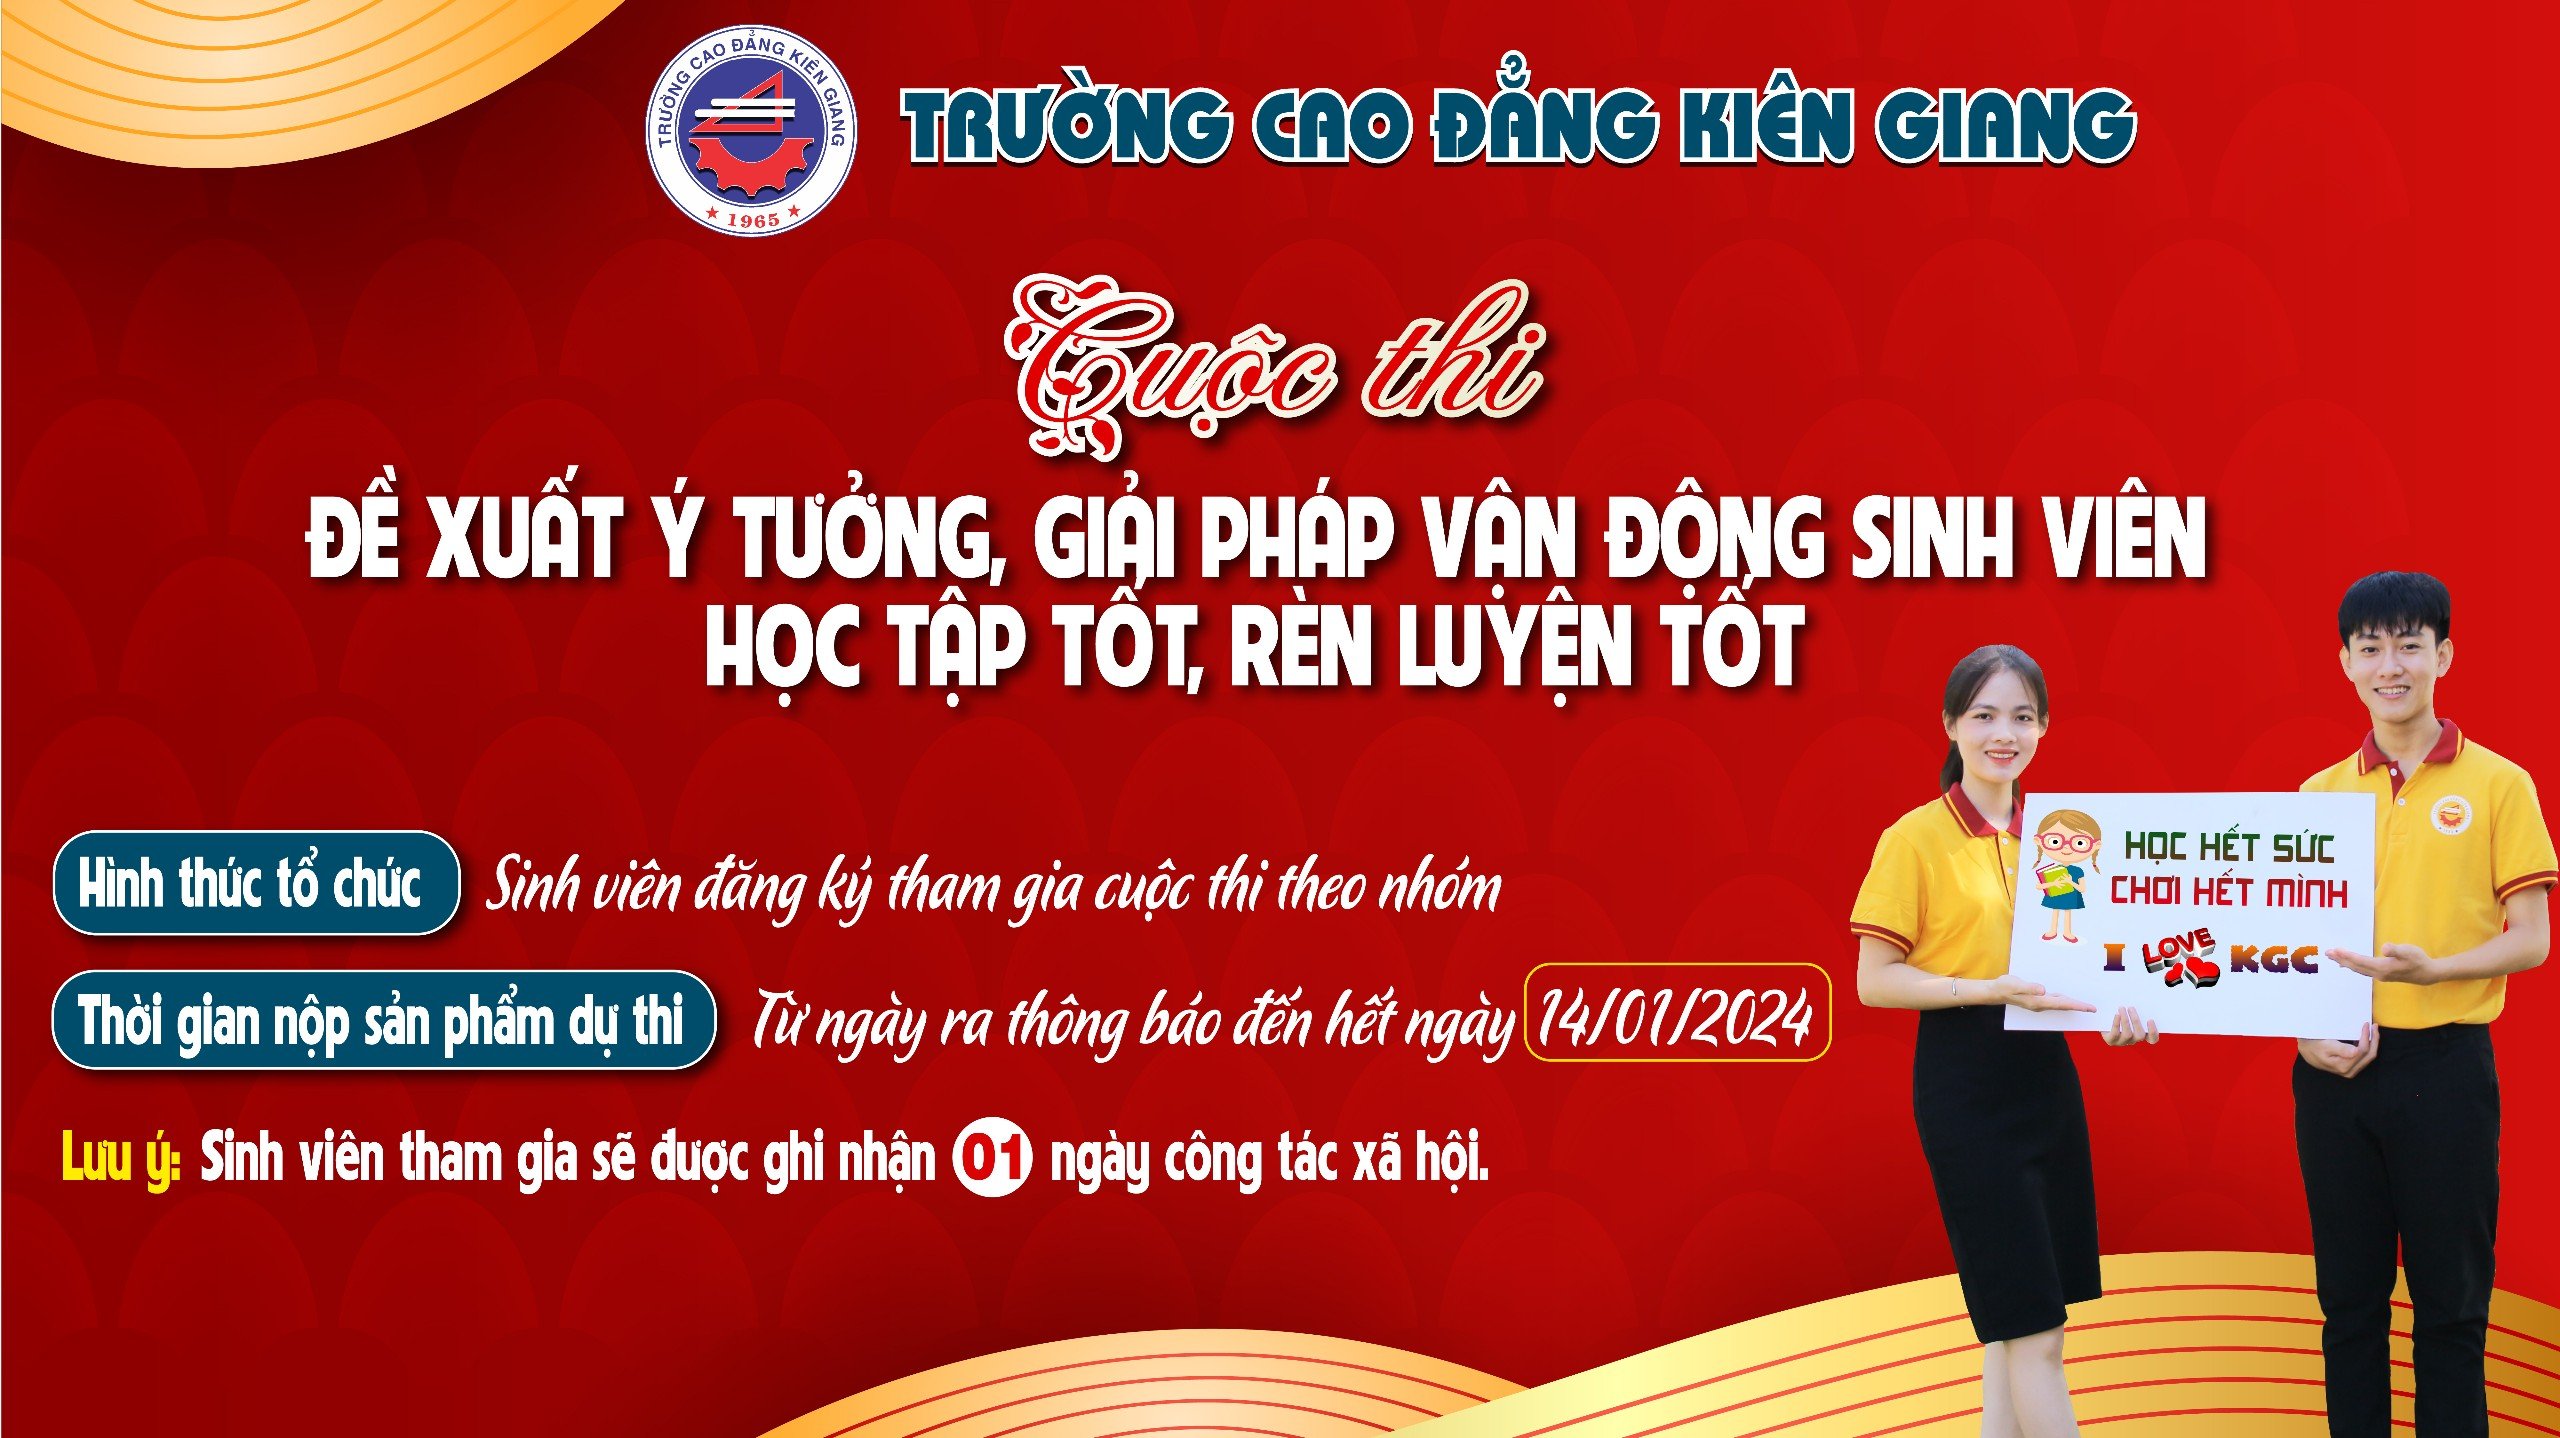 TRƯỜNG CAO ĐẲNG KIÊN GIANG
★ 1965 ★
TRƯỜNG CAO ĐẲNG KIÊN GIANG
Cuộc thi
ĐỀ XUẤT Ý TƯỞNG, GIẢI PHÁP VẬN ĐỘNG SINH VIÊN
HỌC TẬP TỐT, RÈN LUYỆN TỐT
Hình thức tổ chức Sinh viên đăng ký tham gia cuộc thi theo nhóm
Thời gian nộp sản phẩm dự thi Từ ngày ra thông báo đến hết ngày 14/01/2024
Lưu ý: Sinh viên tham gia sẽ được ghi nhận 01 ngày công tác xã hội.
HỌC HẾT SỨC
CHƠI HẾT MÌNH
I LOVE KGC